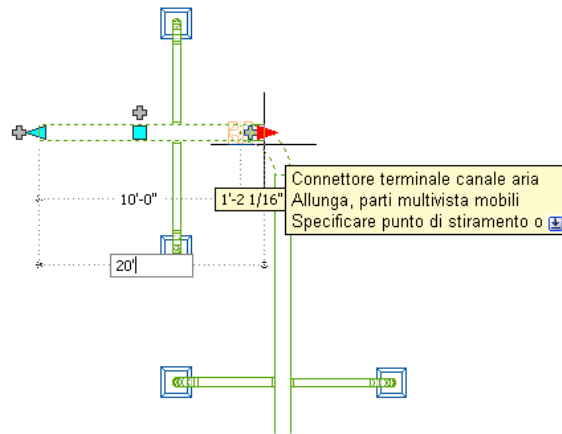 10'-0"
1'-2 1/16"
Connettore terminale canale aria
Allunga, parti multivista mobili
Specificare punto di stiramento o
20'